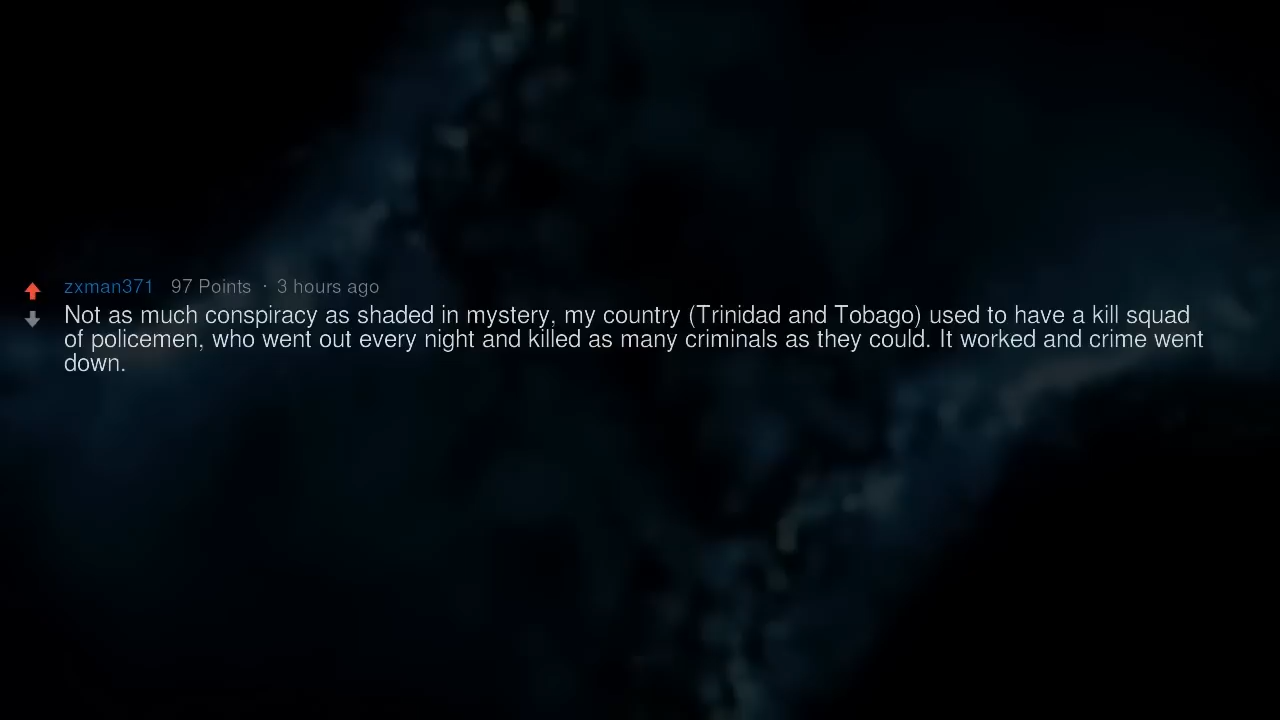 zxman371 97 Points · 3 hours ago
Not as much conspiracy as shaded in mystery, my country (Trinidad and Tobago) used to have a kill squad
of policemen, who went out every night and killed as many criminals as they could. It worked and crime went
down.